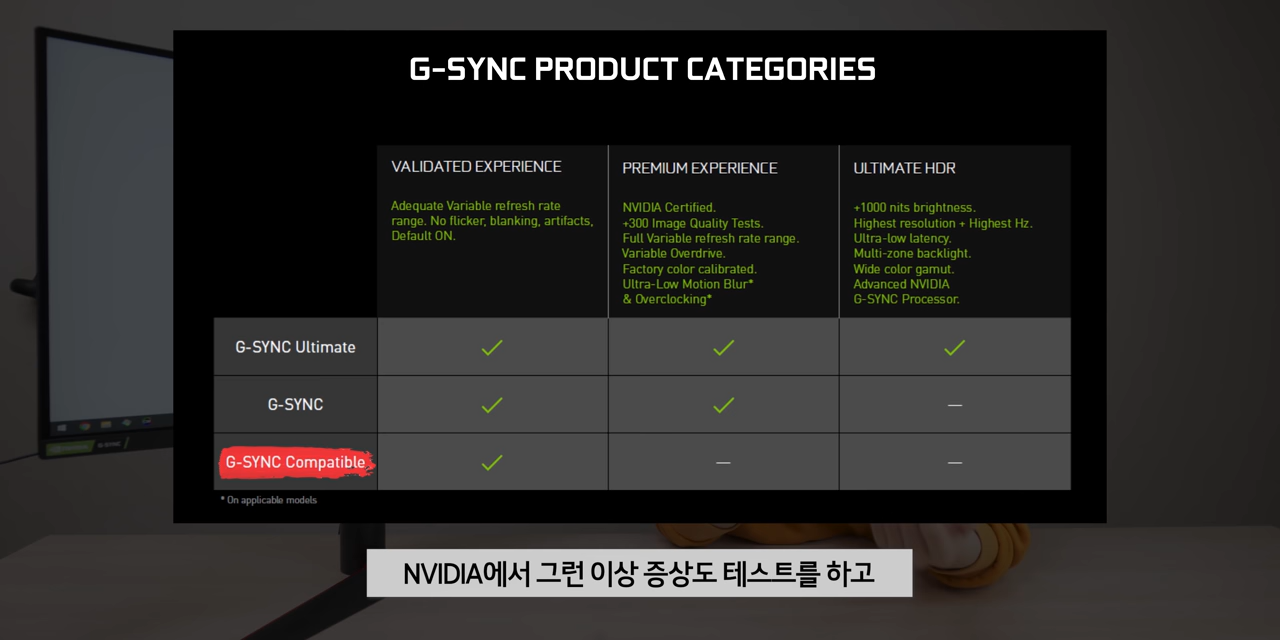 G-SYNC PRODUCT CATEGORIES
VALIDATED EXPERIENCE
Adequate Variable refresh rate
range. No flicker, blanking, artifacts,
Default ON.
PREMIUM EXPERIENCE
NVIDIA Certified.
+300 Image Quality Tests.
Full Variable refresh rate range.
Variable Overdrive.
Factory color calibrated.
Ultra-Low Motion Blur*
& Overclocking*
ULTIMATE HDR
+1000 nits brightness.
Highest resolution + Highest Hz.
Ultra-low latency.
Multi-zone backlight.
Wide color gamut.
Advanced NVIDIA
G-SYNC Processor.
G-SYNC Ultimate
G-SYNC
G-SYNC Compatible
* On applicable models
G-SYNC
NVIDIA에서 그런 이상 증상도 테스트를 하고